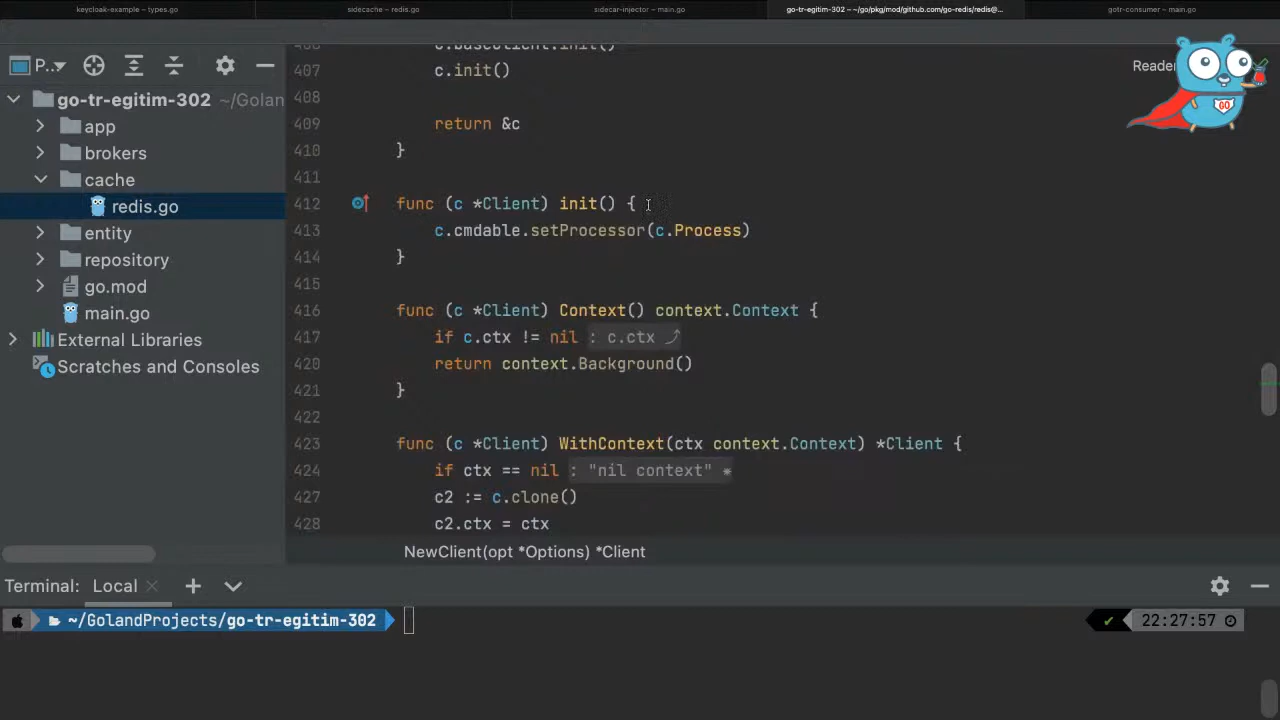 keycloak-example – types.go
sidecache – redis.go
sidecar-injector – main.go
go-tr-egitim-302 – ~/go/pkg/mod/github.com/go-redis/redis@...
gotr-consumer – main.go
P..
Reader
GO
go-tr-egitim-302 ~/Golan
app
brokers
cache
redis.go
entity
repository
go.mod
main.go
External Libraries
Scratches and Consoles
406 c.baseClient.init()
407 c.init()
408
409 return &c
410 }
411
412 func (c *Client) init() {
413 c.cmdable.setProcessor(c.Process)
414 }
415
416 func (c *Client) Context() context.Context {
417 if c.ctx != nil : c.ctx ⤴
420 return context.Background()
421 }
422
423 func (c *Client) WithContext(ctx context.Context) *Client {
424 if ctx == nil : "nil context" *
427 c2 := c.clone()
428 c2.ctx = ctx
NewClient(opt *Options) *Client
Terminal: Local
~/GolandProjects/go-tr-egitim-302
22:27:57